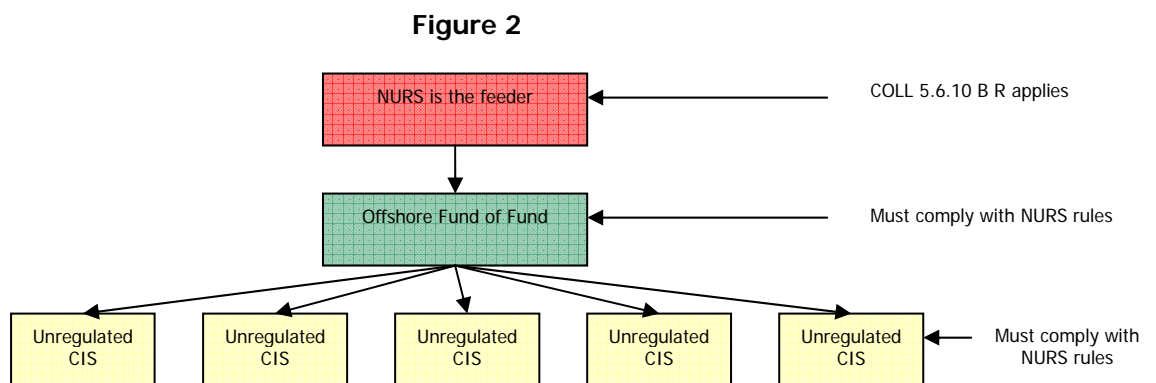 Figure 2
NURS is the feeder
COLL 5.6.10 B R applies
Offshore Fund of Fund
Must comply with NURS rules
Unregulated
CIS
Unregulated
CIS
Unregulated
CIS
Unregulated
CIS
Unregulated
CIS
Must comply with
NURS rules